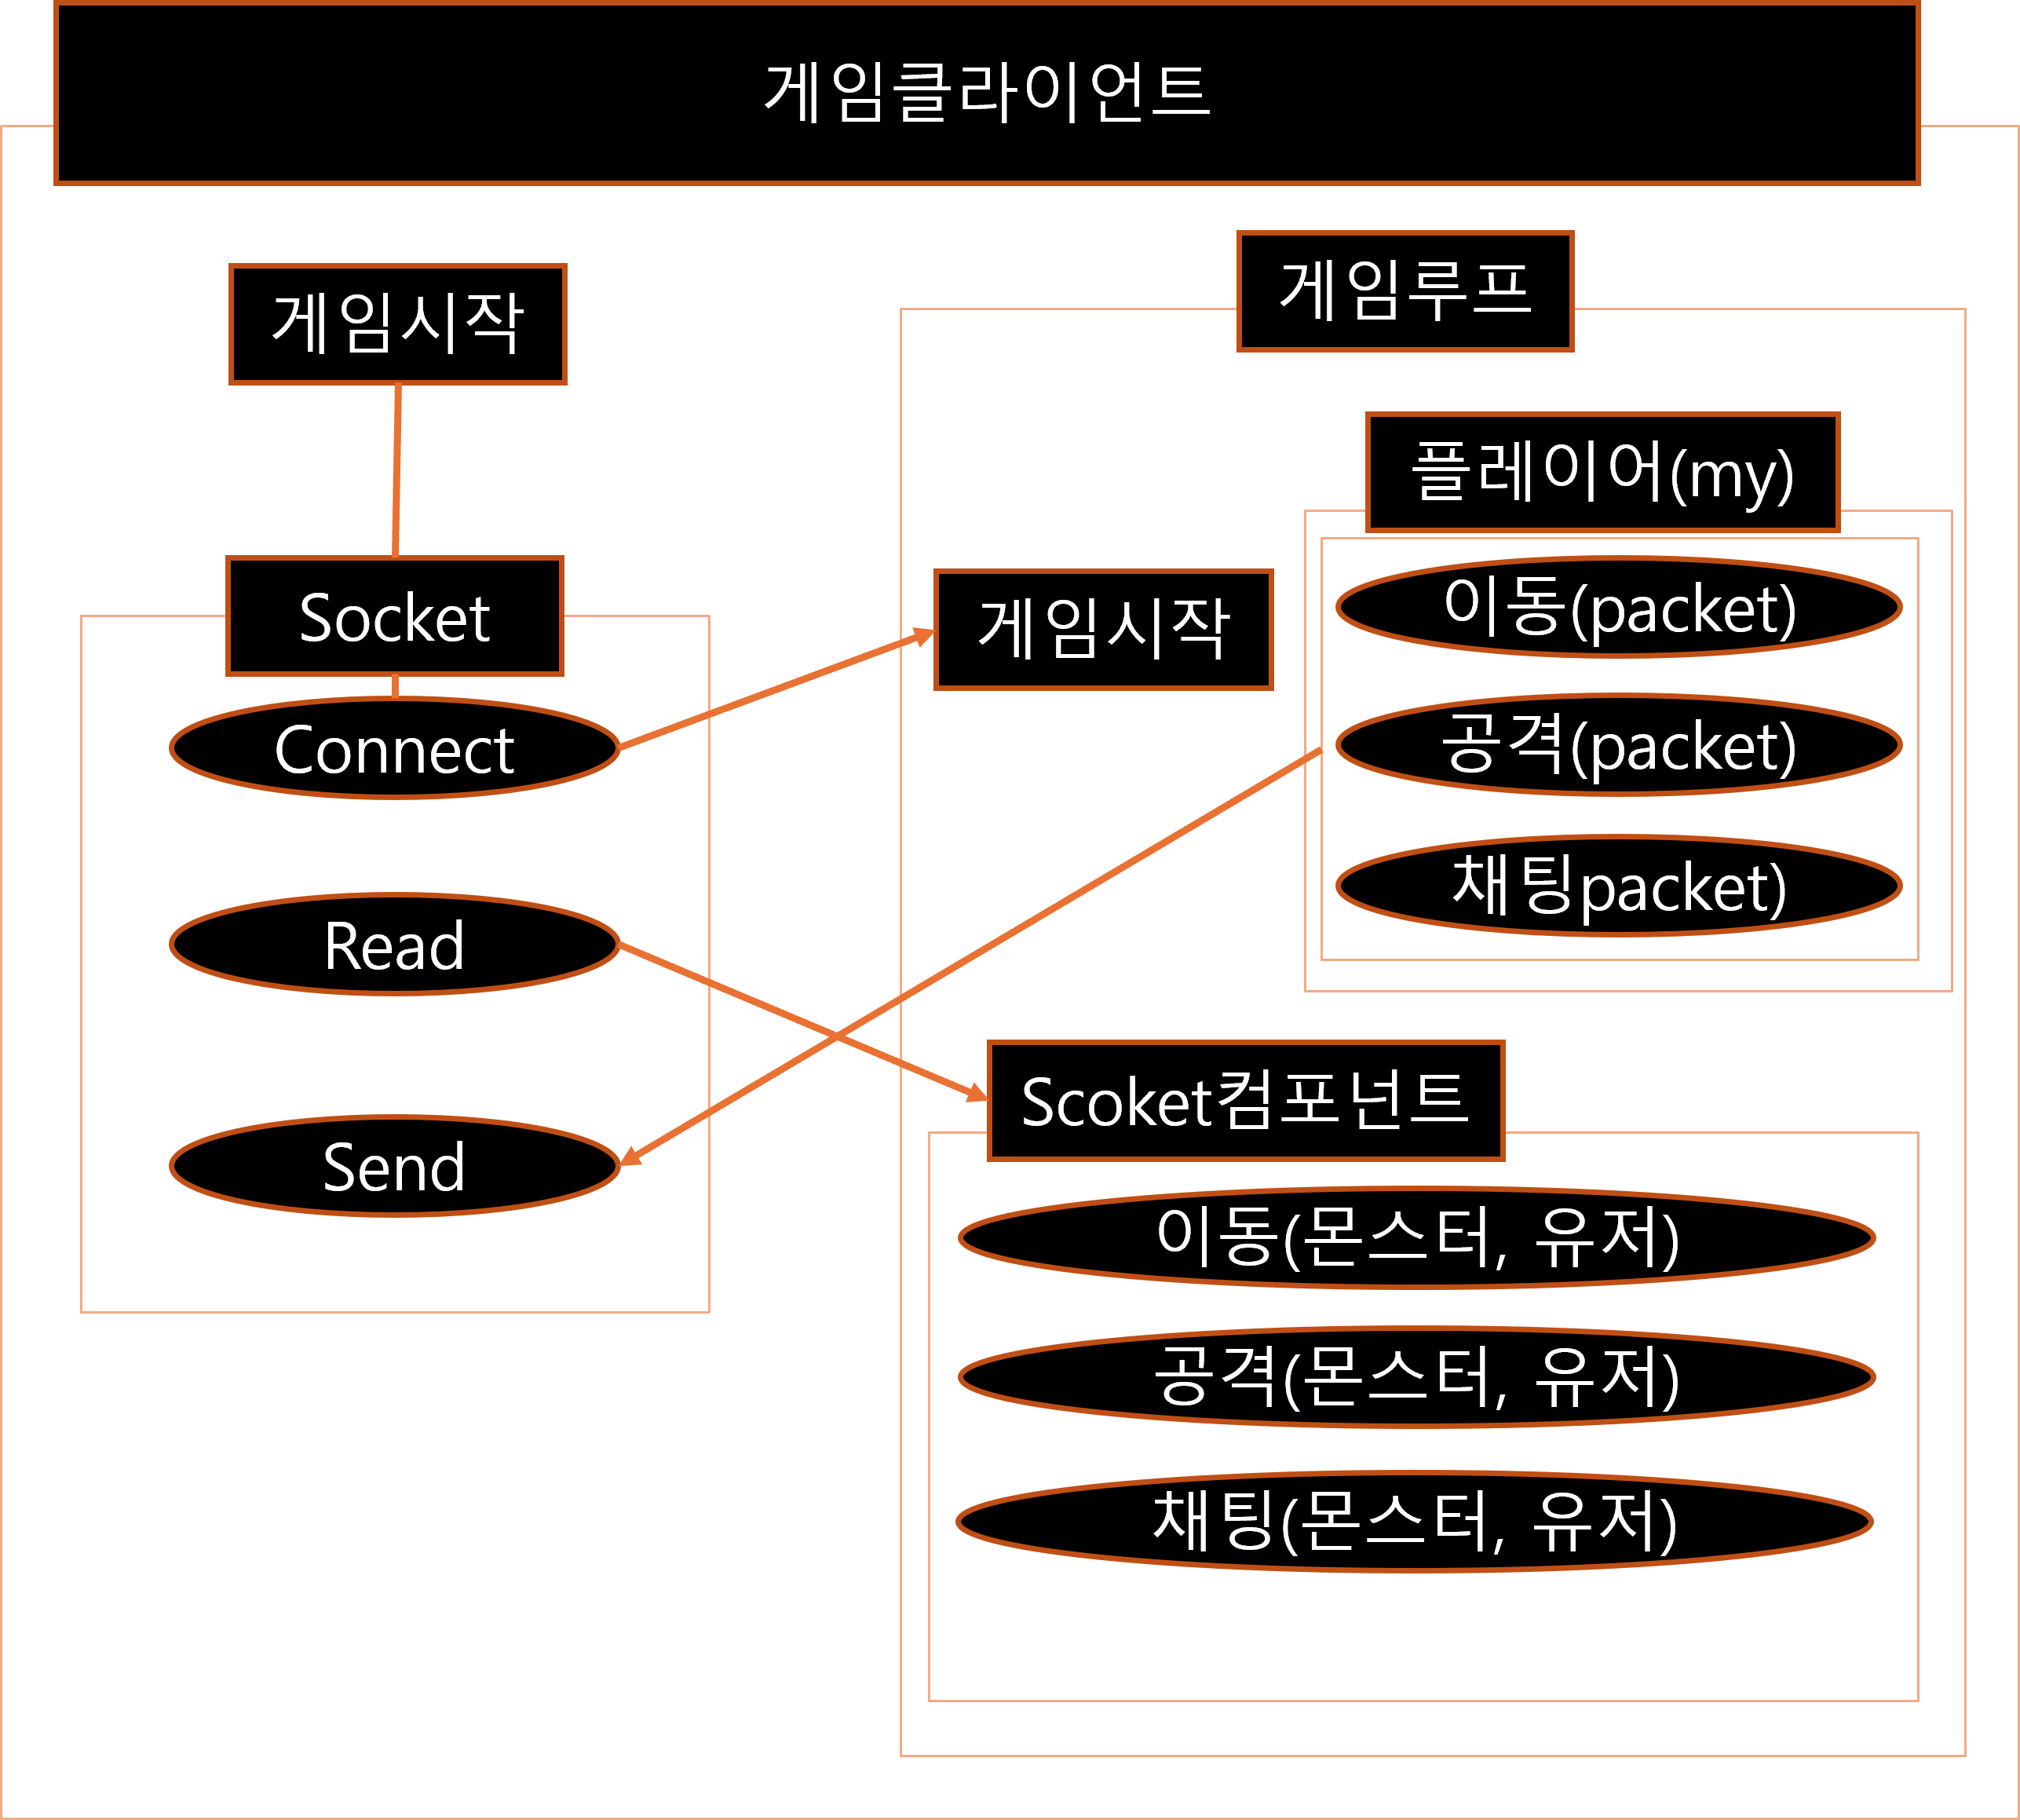 게임클라이언트
게임시작
Socket
Connect
Read
Send
게임루프
게임시작
플레이어(my)
이동(packet)
공격(packet)
채팅packet)
Scoket컴포넌트
이동(몬스터, 유저)
공격(몬스터, 유저)
채팅(몬스터, 유저)